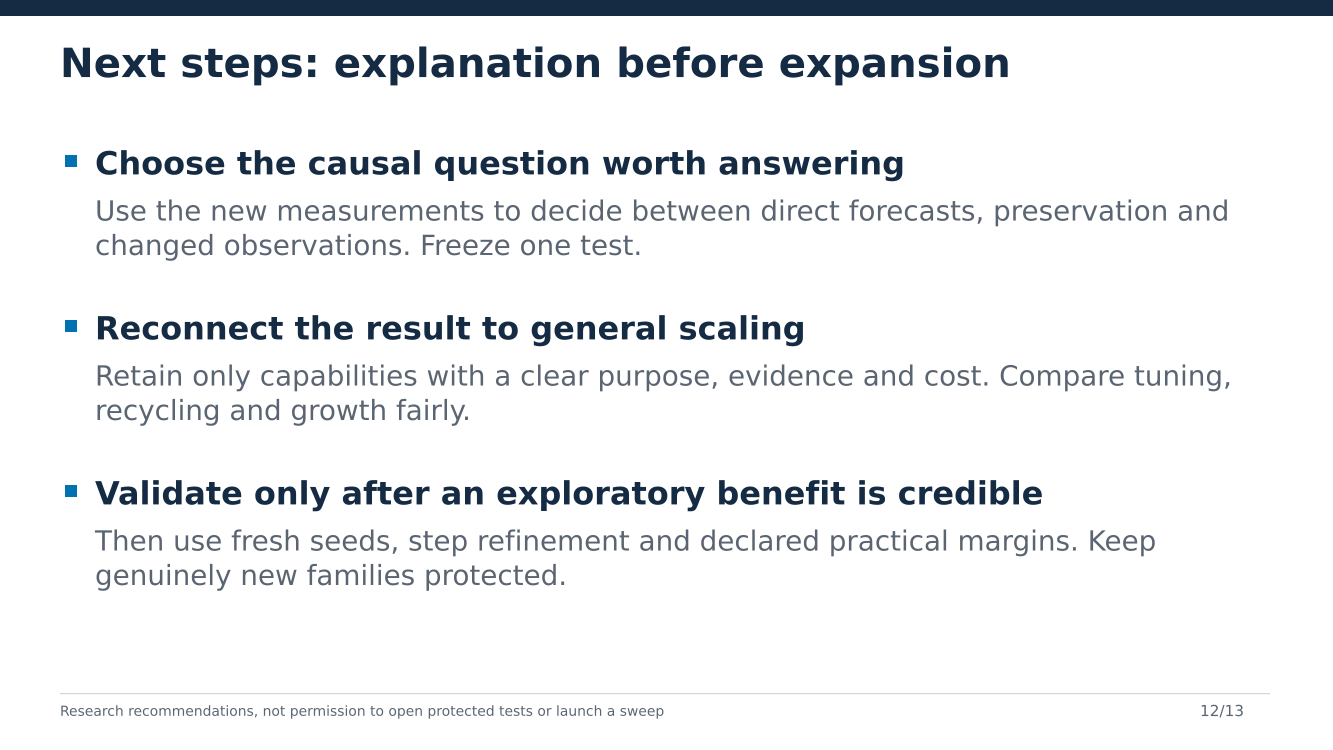 Next steps: explanation before expansion
Choose the causal question worth answering
Use the new measurements to decide between direct forecasts, preservation and
changed observations. Freeze one test.
Reconnect the result to general scaling
Retain only capabilities with a clear purpose, evidence and cost. Compare tuning,
recycling and growth fairly.
Validate only after an exploratory benefit is credible
Then use fresh seeds, step refinement and declared practical margins. Keep
genuinely new families protected.
Research recommendations, not permission to open protected tests or launch a sweep
12/13